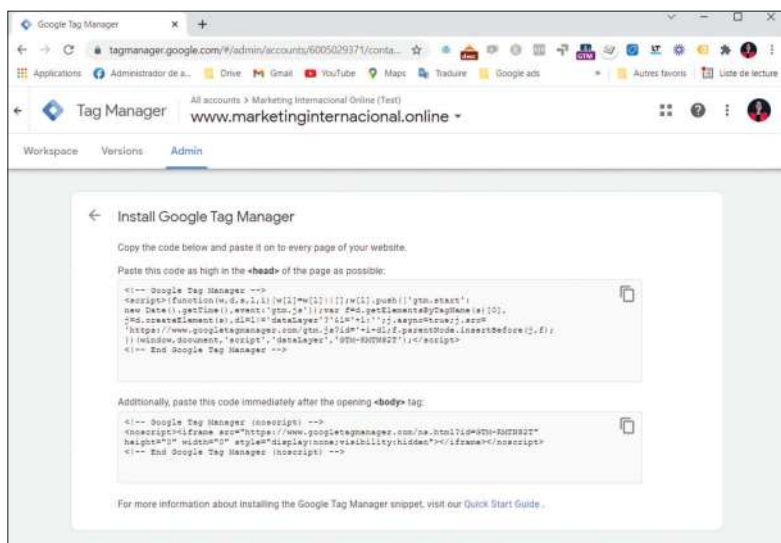 Google Tag Manager
tagmanager.google.com/#/admin/accounts/6005029371/conta...
Applications Administrador de a... Drive Gmail YouTube Maps Traduire Google ads » Autres favoris Liste de lecture
Tag Manager
All accounts > Marketing Internacional Online (Test)
www.marketinginternacional.online
Workspace Versions Admin
Install Google Tag Manager
Copy the code below and paste it on to every page of your website.
Paste this code as high in the <head> of the page as possible:
<!-- Google Tag Manager -->
<script>(function(w,d,s,l,i){w[l]=w[l]||[];w[l].push({'gtm.start':
new Date().getTime(),event:'gtm.js'});var f=d.getElementsByTagName(s)[0],
j=d.createElement(s),dl=l!='dataLayer'?'&l='+l:'';j.async=true;j.src=
'https://www.googletagmanager.com/gtm.js?id='+i+dl;f.parentNode.insertBefore(j,f);
})(window,document,'script','dataLayer',
<!-- End Google Tag Manager -->
Additionally, paste this code immediately after the opening <body> tag:
<!-- Google Tag Manager (noscript) -->
<noscript><iframe src="https://www.googletagmanager.com/ns.html?id=
height="0" width="0" style="display:none;visibility:hidden"></iframe></noscript>
<!-- End Google Tag Manager (noscript) -->
For more information about installing the Google Tag Manager snippet, visit our Quick Start Guide .